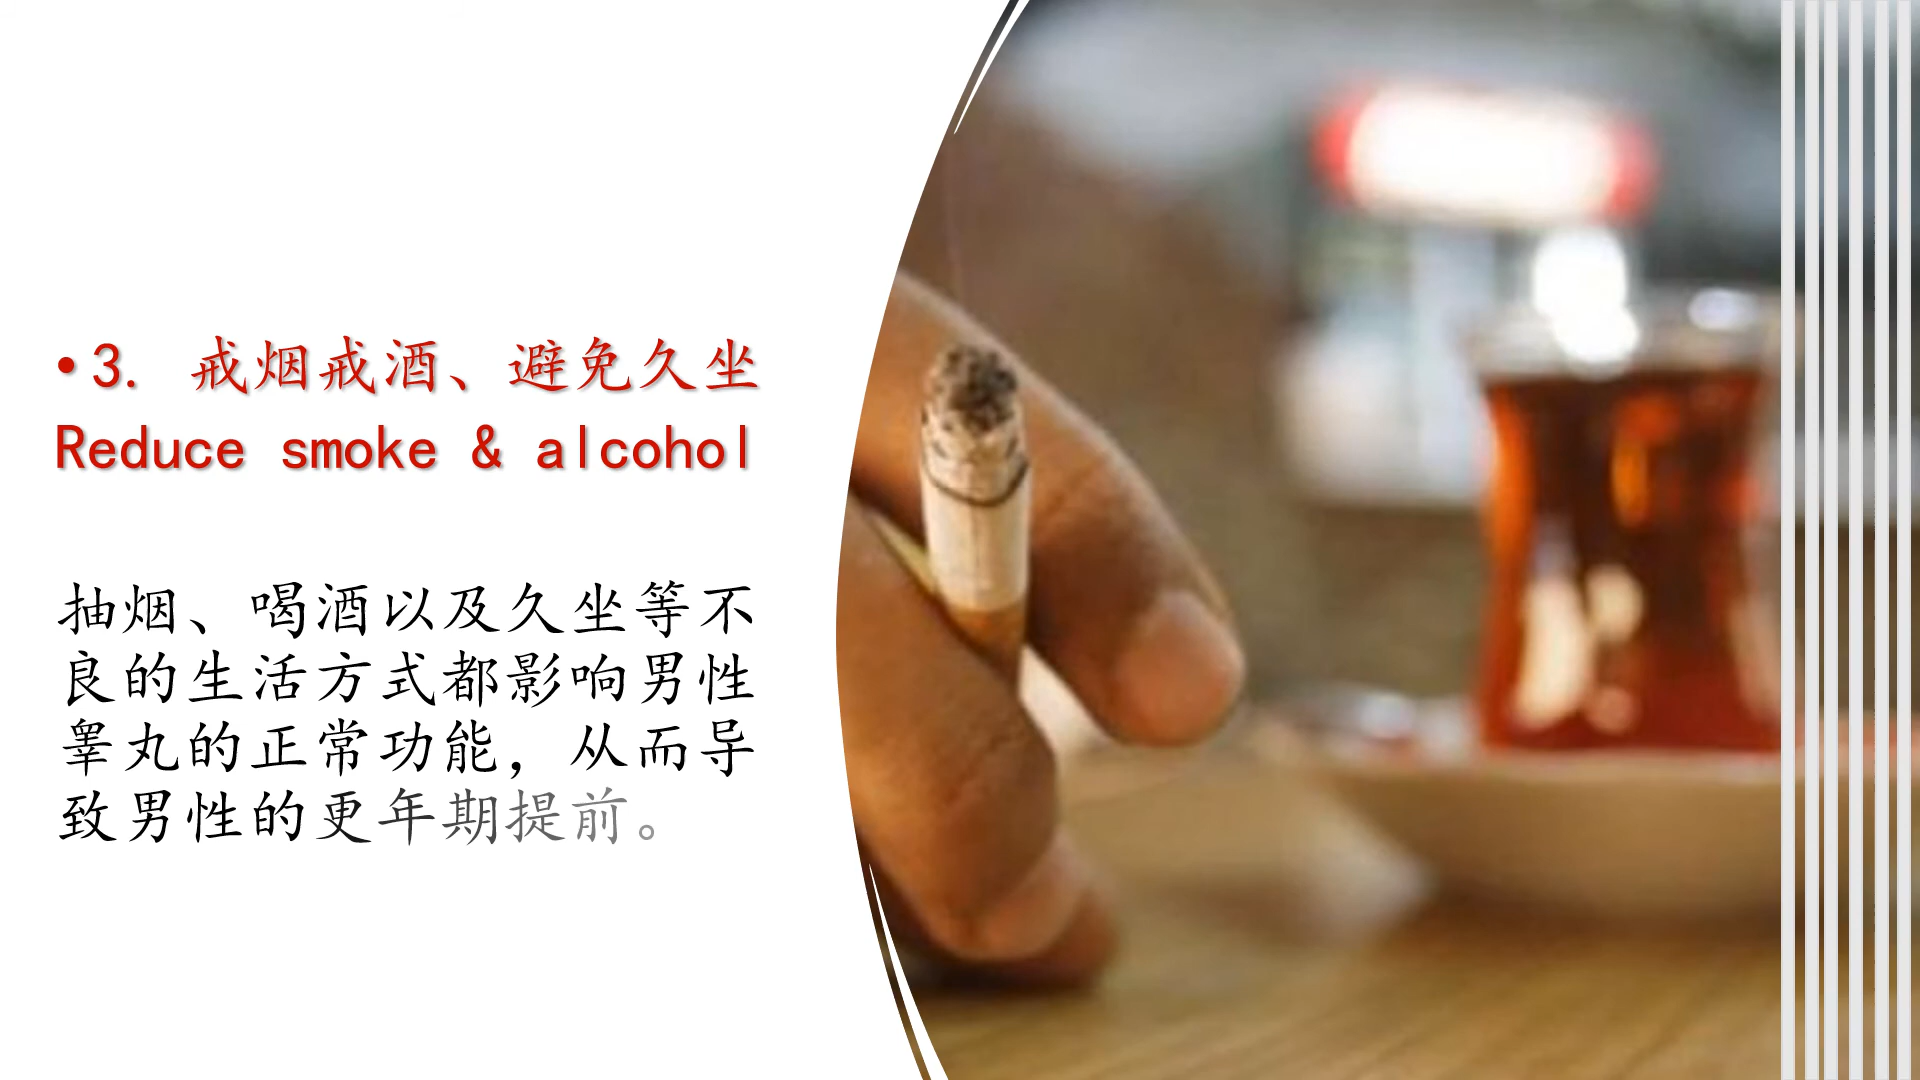 •3. 戒烟戒酒、避免久坐
Reduce smoke & alcohol
抽烟、喝酒以及久坐等不
良的生活方式都影响男性
睾丸的正常功能，从而导
致男性的更年期提前。